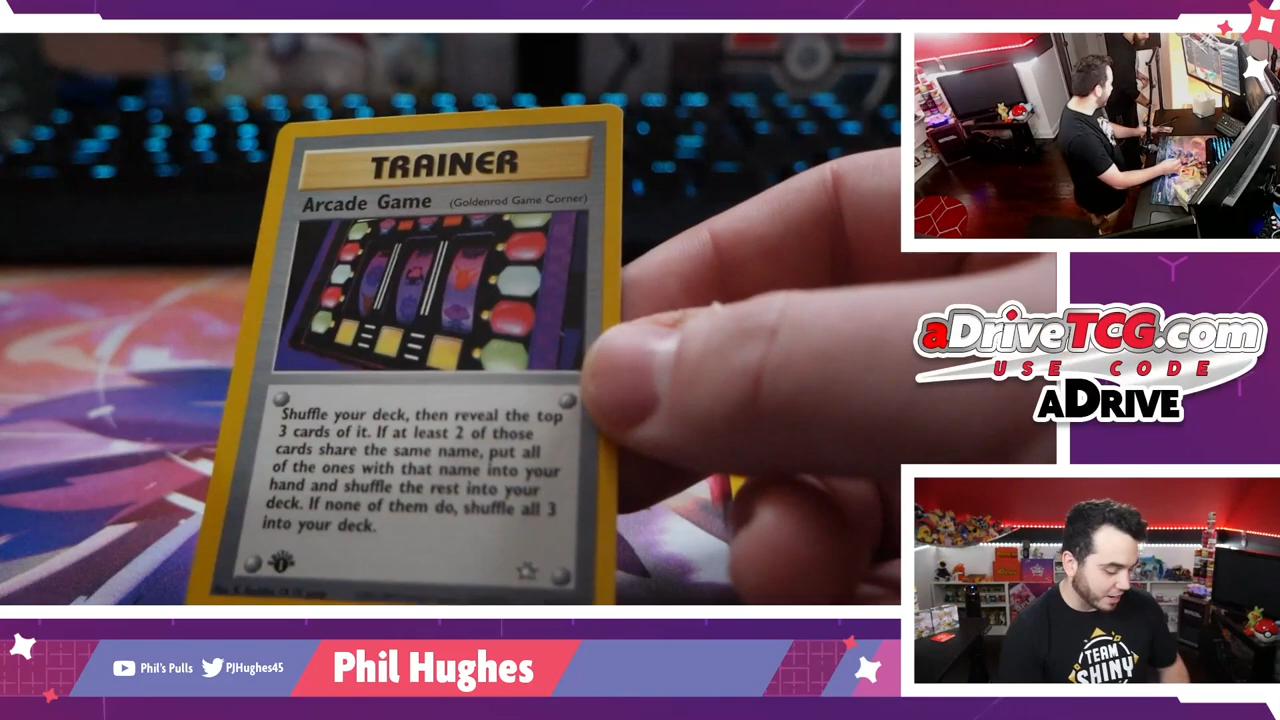 TRAINER
Arcade Game (Goldenrod Game Corner)
Shuffle your deck, then reveal the top
3 cards of it. If at least 2 of those
cards share the same name, put all
of the ones with that name into your
hand and shuffle the rest into your
deck. If none of them do, shuffle all 3
into your deck.
aDriveTCG.com
USE CODE
aDRIVE
TEAM
SHINY
Phil's Pulls
PJHughes45
Phil Hughes